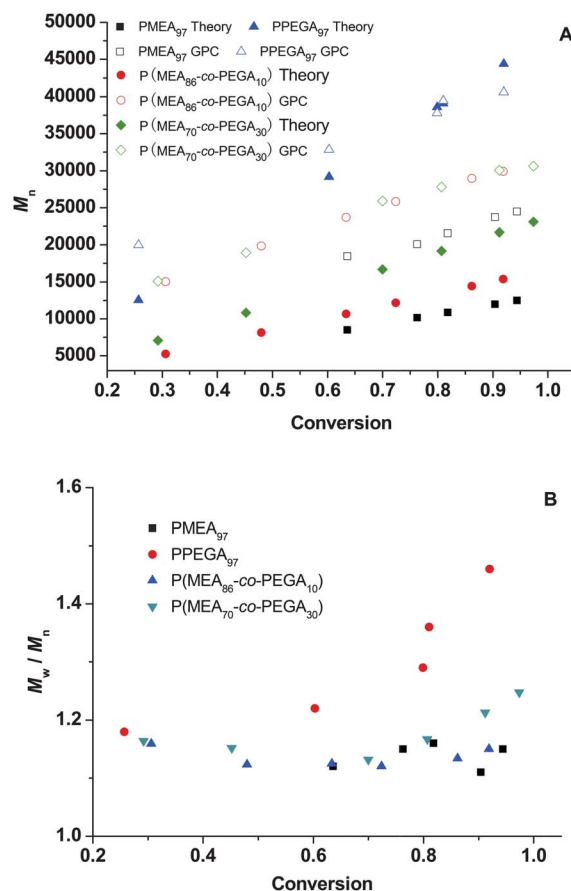 A
PMEA97 Theory PPEGA97 Theory
PMEA97 GPC PPEGA97 GPC
P（MEA86-co-PEGA10）Theory
P（MEA86-co-PEGA10）GPC
P（MEA70-co-PEGA30）Theory
P（MEA70-co-PEGA30）GPC
50000
45000
40000
35000
30000
25000
20000
15000
10000
5000
Mn
0.2 0.3 0.4 0.5 0.6 0.7 0.8 0.9 1.0
Conversion
B
PMEA97
PPEGA97
P(MEA86-co-PEGA10)
P(MEA70-co-PEGA30)
1.6
1.4
1.2
1.0
Mw / Mn
0.2 0.4 0.6 0.8 1.0
Conversion